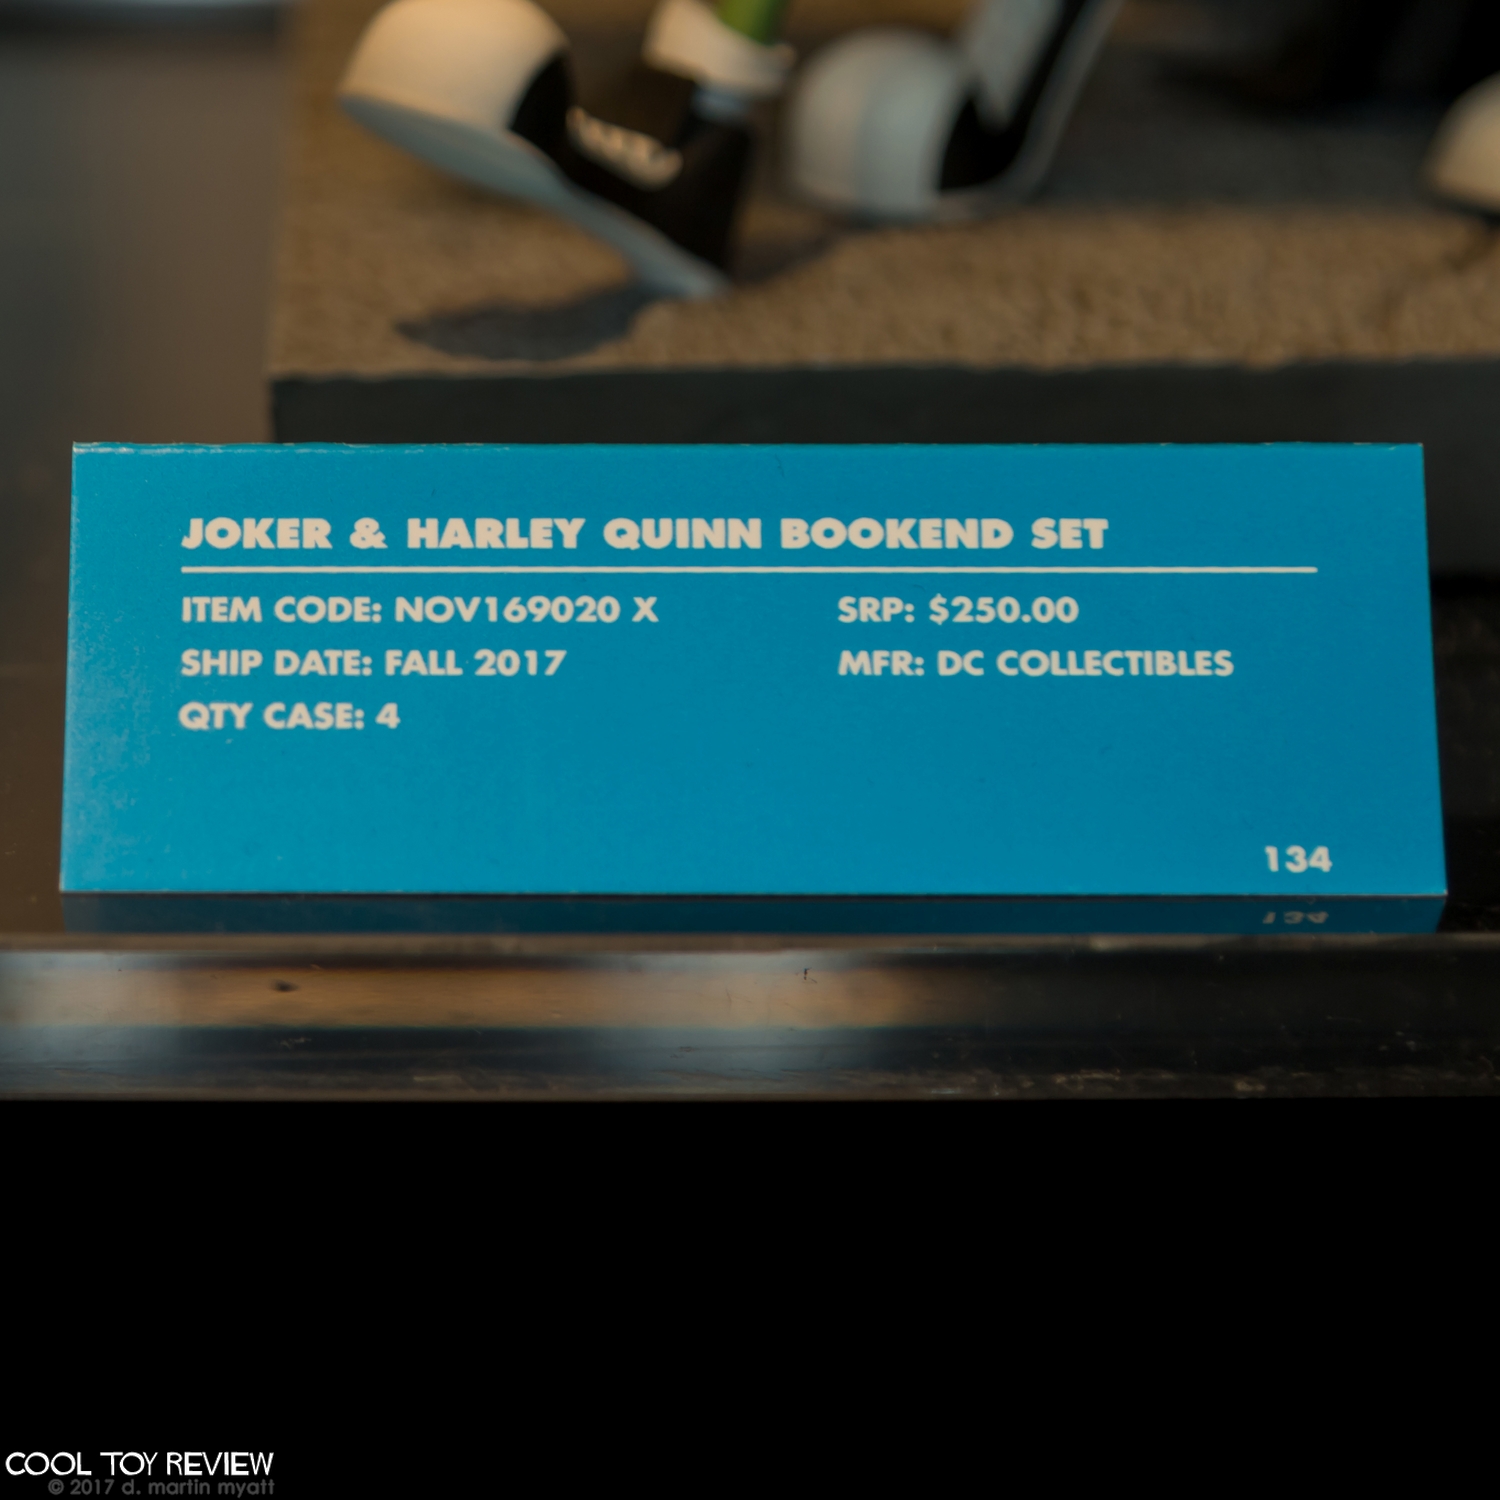 JOKER & HARLEY QUINN BOOKEND SET
ITEM CODE: NOV169020 X
SRP: $250.00
SHIP DATE: FALL 2017
MFR: DC COLLECTIBLES
QTY CASE: 4
134
COOL TOY REVIEW
© 2017 d. martin myatt